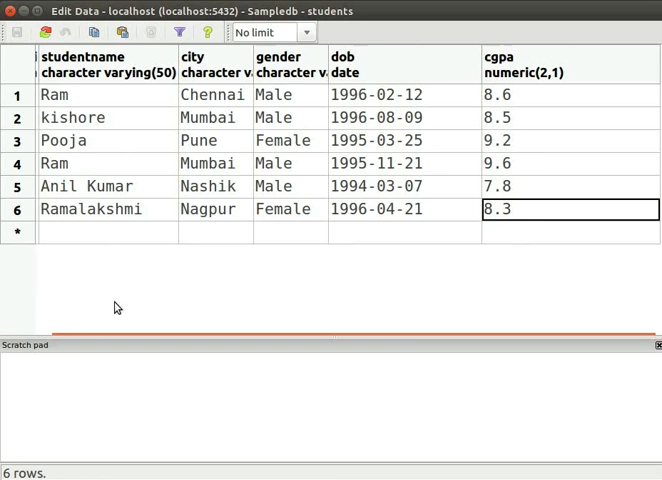 Edit Data - localhost (localhost:5432) - Sampledb - students
No limit
studentname city gender dob cgpa
character varying(50) character v character v date numeric(2,1)
1 Ram Chennai Male 1996-02-12 8.6
2 kishore Mumbai Male 1996-08-09 8.5
3 Pooja Pune Female 1995-03-25 9.2
4 Ram Mumbai Male 1995-11-21 9.6
5 Anil Kumar Nashik Male 1994-03-07 7.8
6 Ramalakshmi Nagpur Female 1996-04-21 8.3
*
Scratch pad
6 rows.